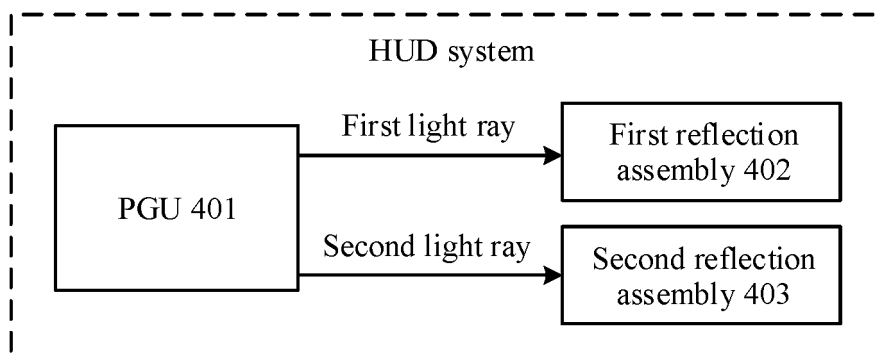 HUD system
First light ray
First reflection
assembly 402
PGU 401
Second light ray
Second reflection
assembly 403